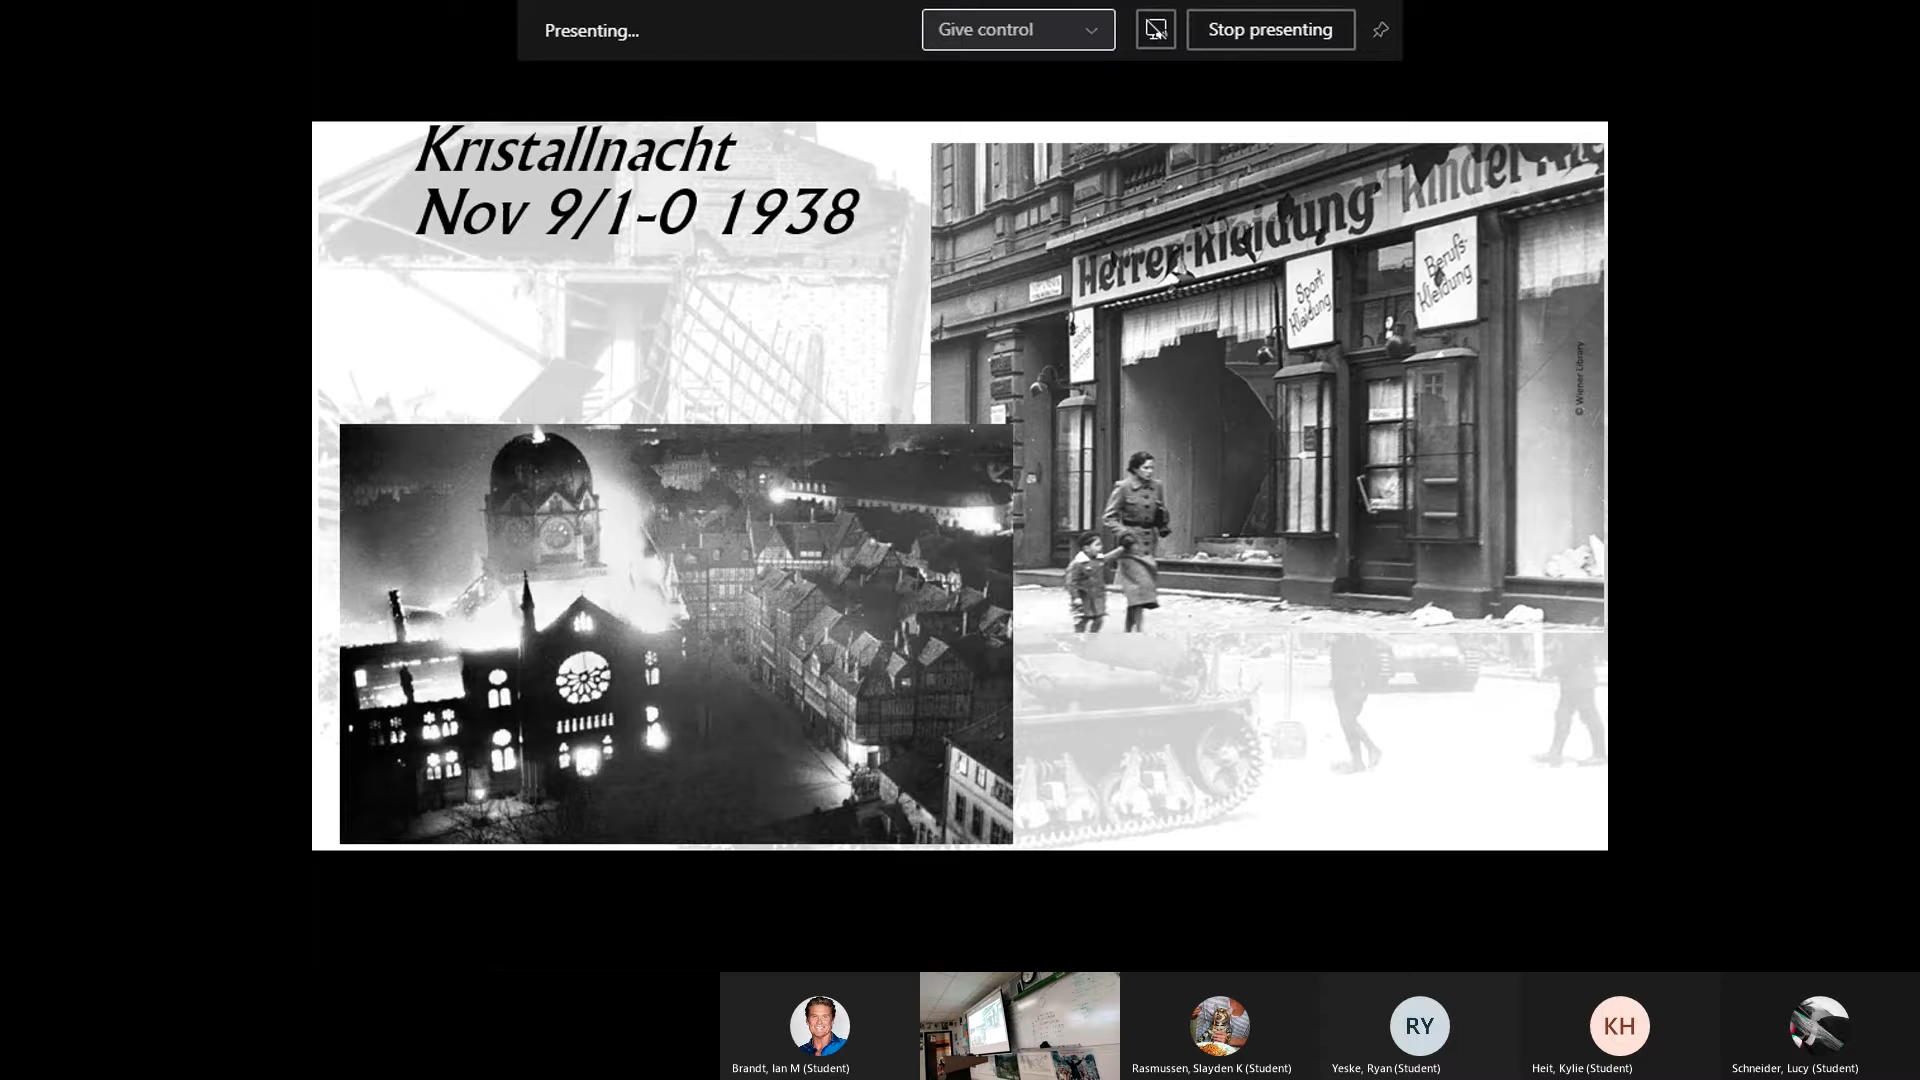 Presenting...
Give control
Stop presenting
Kristallnacht
Nov 9/1-0 1938
Herren-Kleidung
Kinder
Sport-
Kleidung
Berufs-
Kleidung
© Wiener Library
RY
KH
Brandt, Ian M (Student)
Rasmussen, Slayden K (Student)
Yeske, Ryan (Student)
Heit, Kylie (Student)
Schneider, Lucy (Student)